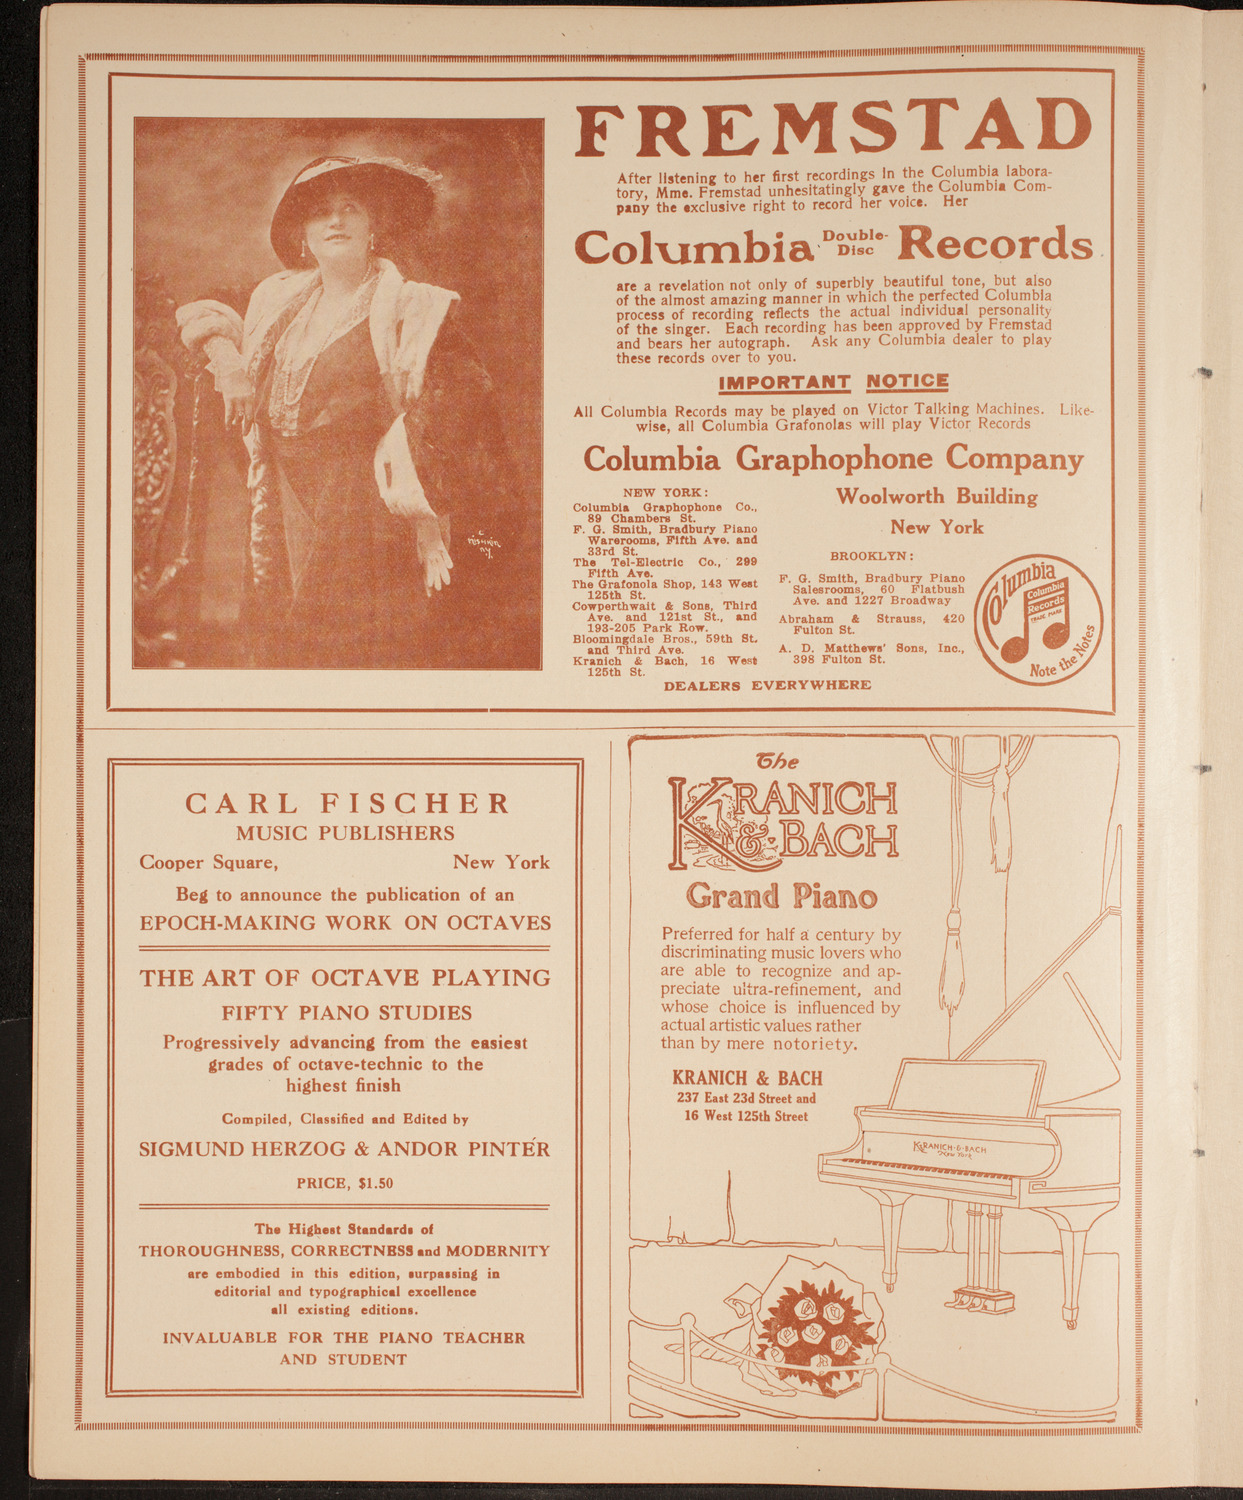 FREMSTAD
After listening to her first recordings In the Columbia labora-
tory, Mme. Fremstad unhesitatingly gave the Columbia Com-
pany the exclusive right to record her voice. Her
Columbia Double-Disc Records
are a revelation not only of superbly beautiful tone, but also
of the almost amazing manner in which the perfected Columbia
process of recording reflects the actual individual personality
of the singer. Each recording has been approved by Fremstad
and bears her autograph. Ask any Columbia dealer to play
these records over to you.
IMPORTANT NOTICE
All Columbia Records may be played on Victor Talking Machines. Like-
wise, all Columbia Grafonolas will play Victor Records
Columbia Graphophone Company
Woolworth Building
New York
NEW YORK:
Columbia Graphophone Co.,
89 Chambers St.
F. G. Smith, Bradbury Piano
Warerooms, Fifth Ave. and
33rd St.
The Tel-Electric Co., 299
Fifth Ave.
The Grafonola Shop, 143 West
125th St.
Cowperthwait & Sons, Third
Ave. and 121st St., and
193-205 Park Row.
Bloomingdale Bros., 59th St.
and Third Ave.
Kranich & Bach, 16 West
125th St.
BROOKLYN:
F. G. Smith, Bradbury Piano
Salesrooms, 60 Flatbush
Ave. and 1227 Broadway
Abraham & Strauss, 420
Fulton St.
A. D. Matthews' Sons, Inc.,
398 Fulton St.
DEALERS EVERYWHERE
Columbia
Columbia
Records
TRADE MARK
Note the Notes
CARL FISCHER
MUSIC PUBLISHERS
Cooper Square, New York
Beg to announce the publication of an
EPOCH-MAKING WORK ON OCTAVES
THE ART OF OCTAVE PLAYING
FIFTY PIANO STUDIES
Progressively advancing from the easiest
grades of octave-technic to the
highest finish
Compiled, Classified and Edited by
SIGMUND HERZOG & ANDOR PINTÉR
PRICE, $1.50
The Highest Standards of
THOROUGHNESS, CORRECTNESS and MODERNITY
are embodied in this edition, surpassing in
editorial and typographical excellence
all existing editions.
INVALUABLE FOR THE PIANO TEACHER
AND STUDENT
The
KRANICH
& BACH
Grand Piano
Preferred for half a century by
discriminating music lovers who
are able to recognize and ap-
preciate ultra-refinement, and
whose choice is influenced by
actual artistic values rather
than by mere notoriety.
KRANICH & BACH
237 East 23d Street and
16 West 125th Street
KRANICH-&-BACH
New York